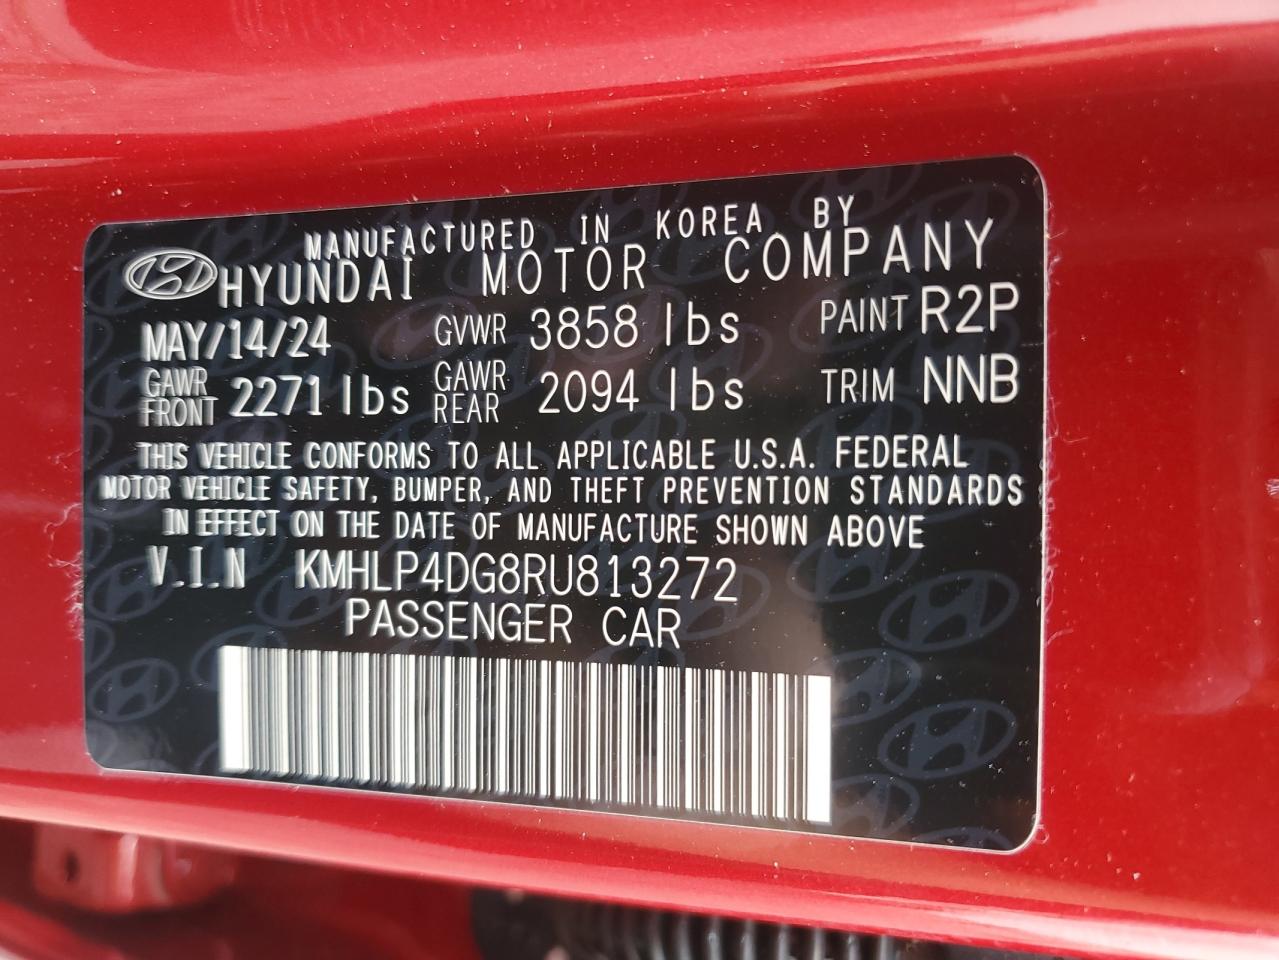 MANUFACTURED IN KOREA BY
HYUNDAI MOTOR COMPANY
MAY/14/24 GVWR 3858 lbs PAINT R2P
GAWR FRONT 2271 lbs GAWR REAR 2094 lbs TRIM NNB
THIS VEHICLE CONFORMS TO ALL APPLICABLE U.S.A. FEDERAL
MOTOR VEHICLE SAFETY, BUMPER, AND THEFT PREVENTION STANDARDS
IN EFFECT ON THE DATE OF MANUFACTURE SHOWN ABOVE
V.I.N KMHLP4DG8RU813272
PASSENGER CAR